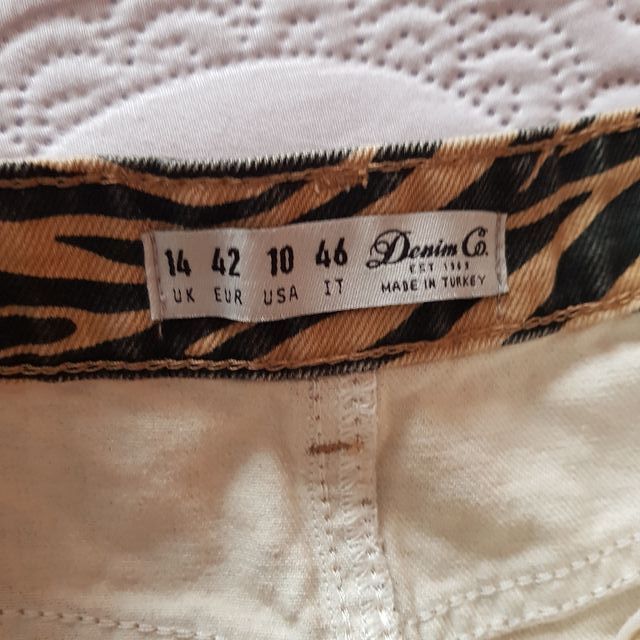 14 42 10 46 Denim Co.
UK EUR USA IT EST 1969
MADE IN TURKEY